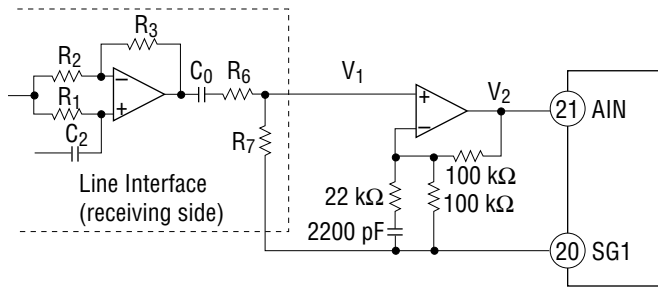 R3
R2
C0 R6
V1
R1
V2
21 AIN
C2
R7
100 kΩ
Line Interface
(receiving side)
22 kΩ
100 kΩ
2200 pF
20 SG1